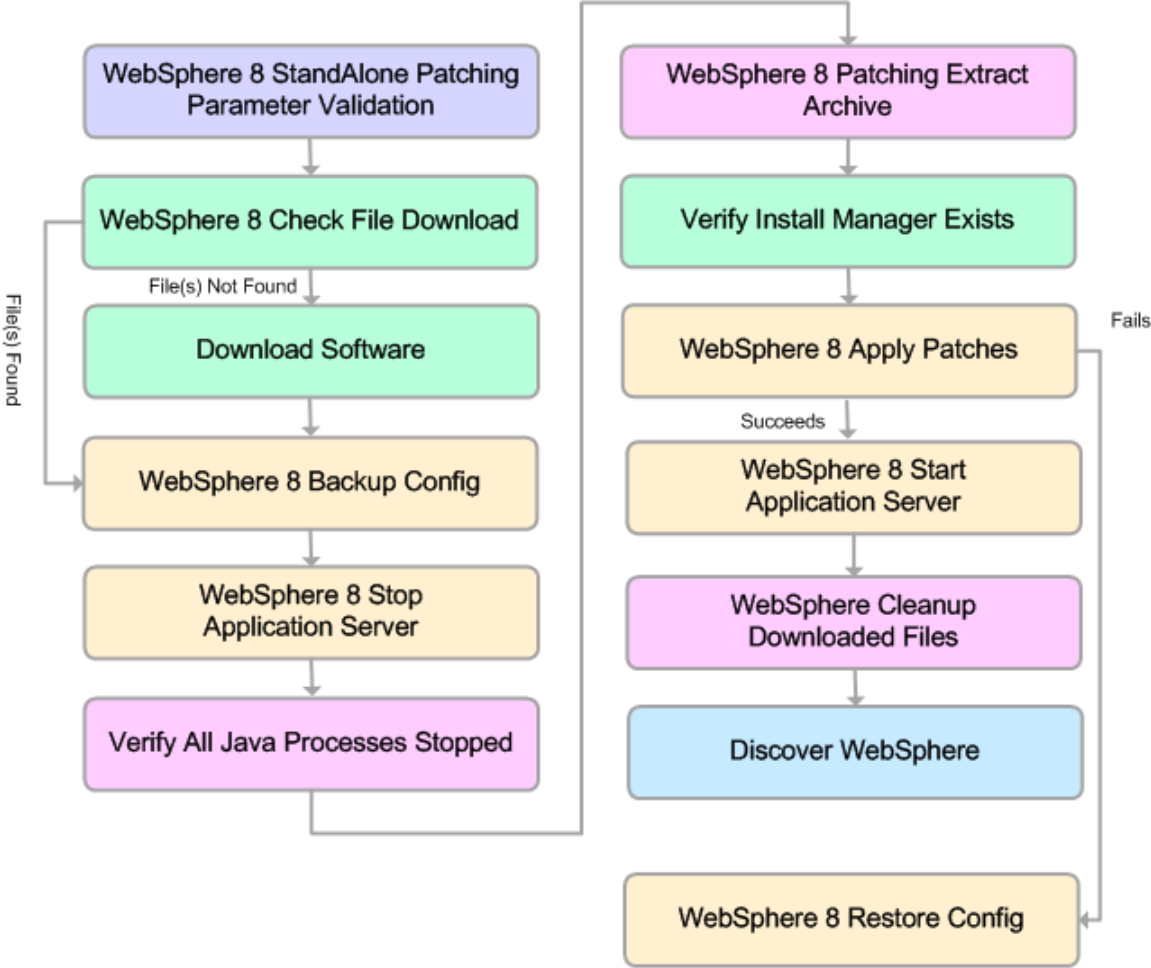 WebSphere 8 StandAlone Patching
Parameter Validation
WebSphere 8 Check File Download
File(s) Not Found
File(s) Found
Download Software
WebSphere 8 Backup Config
WebSphere 8 Stop
Application Server
Verify All Java Processes Stopped
WebSphere 8 Patching Extract
Archive
Verify Install Manager Exists
WebSphere 8 Apply Patches
Fails
Succeeds
WebSphere 8 Start
Application Server
WebSphere Cleanup
Downloaded Files
Discover WebSphere
WebSphere 8 Restore Config